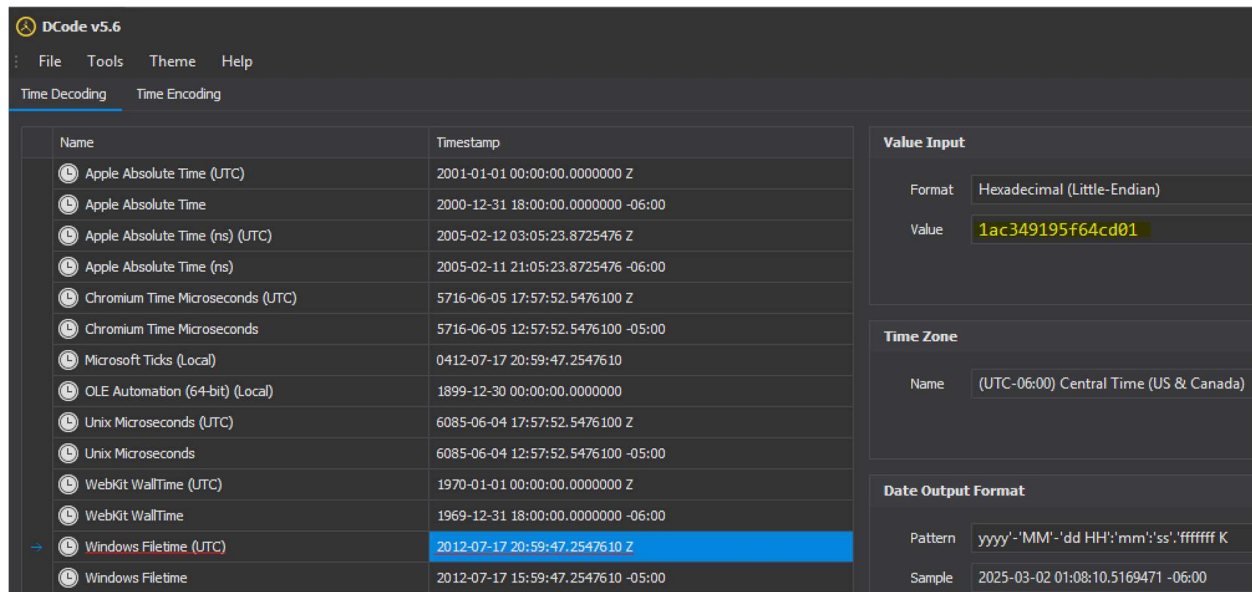 DCode v5.6
File Tools Theme Help
Time Decoding Time Encoding
Name Timestamp
Apple Absolute Time (UTC) 2001-01-01 00:00:00.0000000 Z
Apple Absolute Time 2000-12-31 18:00:00.0000000 -06:00
Apple Absolute Time (ns) (UTC) 2005-02-12 03:05:23.8725476 Z
Apple Absolute Time (ns) 2005-02-11 21:05:23.8725476 -06:00
Chromium Time Microseconds (UTC) 5716-06-05 17:57:52.5476100 Z
Chromium Time Microseconds 5716-06-05 12:57:52.5476100 -05:00
Microsoft Ticks (Local) 0412-07-17 20:59:47.2547610
OLE Automation (64-bit) (Local) 1899-12-30 00:00:00.0000000
Unix Microseconds (UTC) 6085-06-04 17:57:52.5476100 Z
Unix Microseconds 6085-06-04 12:57:52.5476100 -05:00
WebKit WallTime (UTC) 1970-01-01 00:00:00.0000000 Z
WebKit WallTime 1969-12-31 18:00:00.0000000 -06:00
Windows Filetime (UTC) 2012-07-17 20:59:47.2547610 Z
Windows Filetime 2012-07-17 15:59:47.2547610 -05:00
Value Input
Format Hexadecimal (Little-Endian)
Value 1ac349195f64cd01
Time Zone
Name (UTC-06:00) Central Time (US & Canada)
Date Output Format
Pattern yyyy'-'MM'-'dd HH':'mm':'ss'.'fffffff K
Sample 2025-03-02 01:08:10.5169471 -06:00